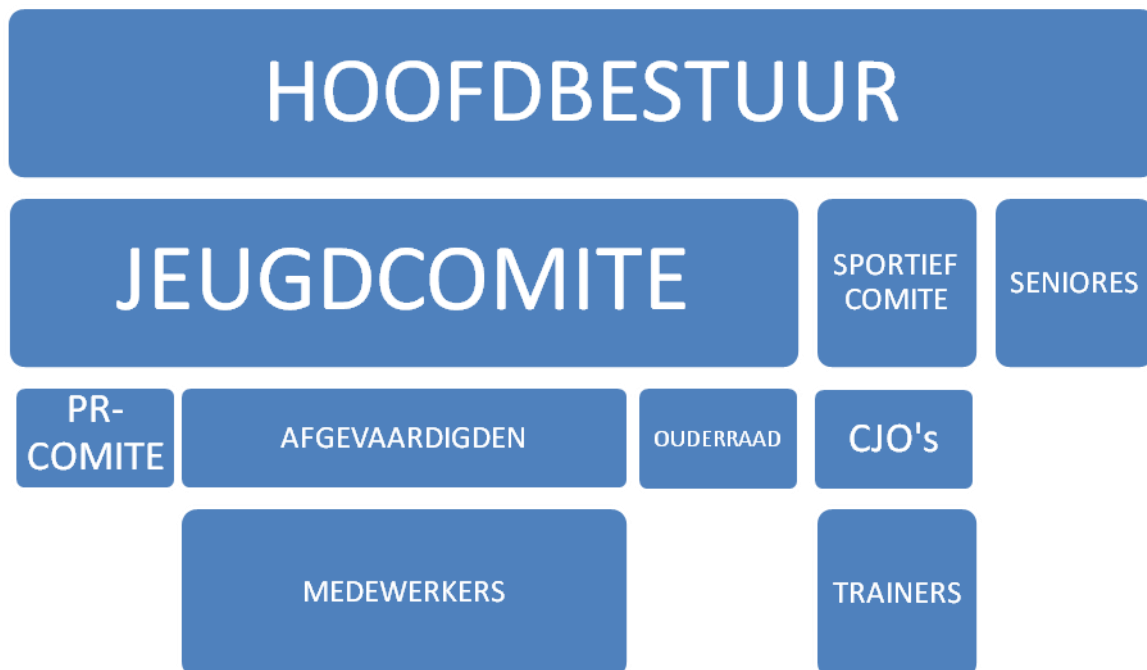 HOOFDBESTUUR
JEUGDCOMITE
SPORTIEF
COMITE
SENIORES
PR-
COMITE
AFGEVAARDIGDEN
OUDERRAAD
CJO's
MEDEWERKERS
TRAINERS